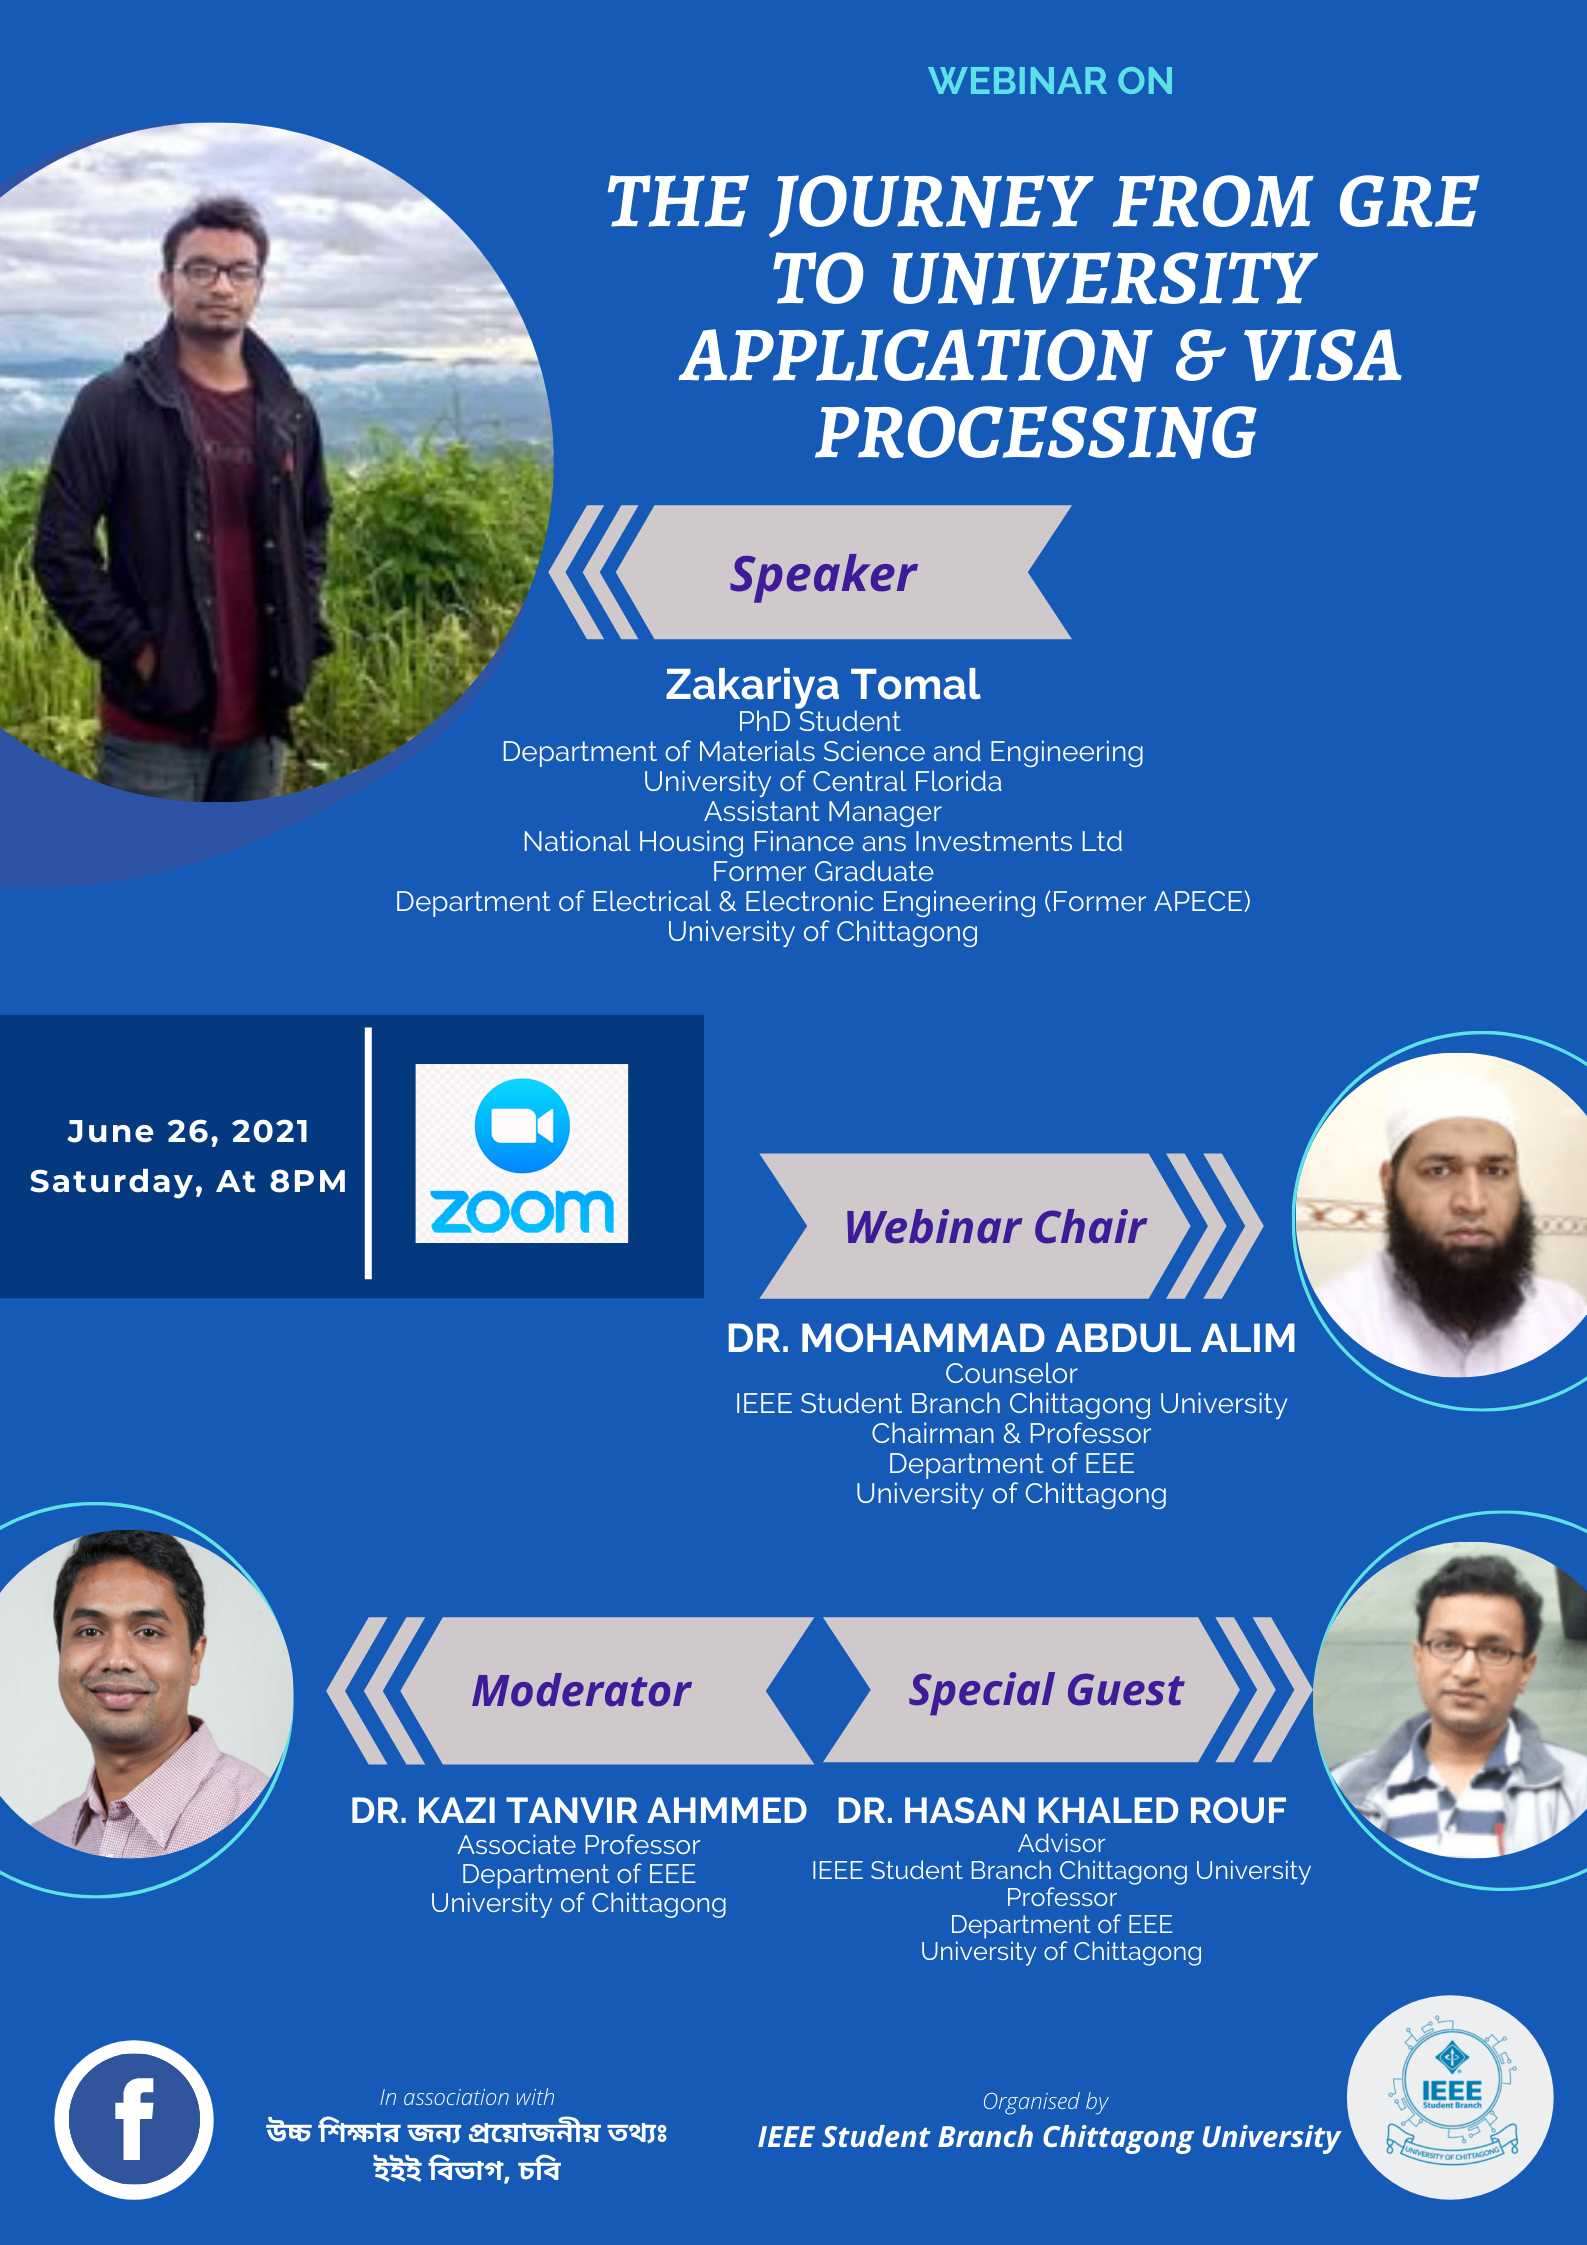 WEBINAR ON
THE JOURNEY FROM GRE
TO UNIVERSITY
APPLICATION & VISA
PROCESSING
Speaker
Zakariya Tomal
PhD Student
Department of Materials Science and Engineering
University of Central Florida
Assistant Manager
National Housing Finance ans Investments Ltd
Former Graduate
Department of Electrical & Electronic Engineering (Former APECE)
University of Chittagong
June 26, 2021
Saturday, At 8PM
zoom
Webinar Chair
DR. MOHAMMAD ABDUL ALIM
Counselor
IEEE Student Branch Chittagong University
Chairman & Professor
Department of EEE
University of Chittagong
Moderator
DR. KAZI TANVIR AHMMED
Associate Professor
Department of EEE
University of Chittagong
Special Guest
DR. HASAN KHALED ROUF
Advisor
IEEE Student Branch Chittagong University
Professor
Department of EEE
University of Chittagong
f
In association with
উচ্চ শিক্ষার জন্য প্রয়োজনীয় তথ্যঃ
ইইই বিভাগ, চবি
Organised by
IEEE Student Branch Chittagong University
IEEE
Student Branch
UNIVERSITY OF CHITTAGONG